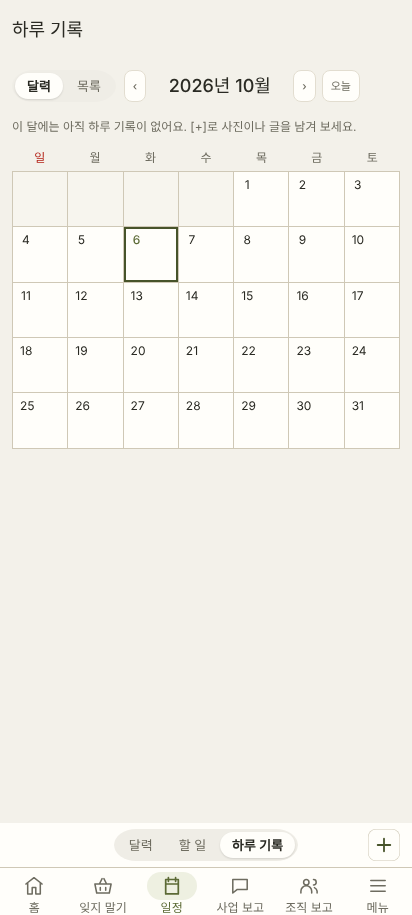 하루 기록
달력 목록 ‹ 2026년 10월 › 오늘
이 달에는 아직 하루 기록이 없어요. [+]로 사진이나 글을 남겨 보세요.
일 월 화 수 목 금 토
1 2 3
4 5 6 7 8 9 10
11 12 13 14 15 16 17
18 19 20 21 22 23 24
25 26 27 28 29 30 31
달력 할 일 하루 기록 +
홈 잊지 말기 일정 사업 보고 조직 보고 메뉴